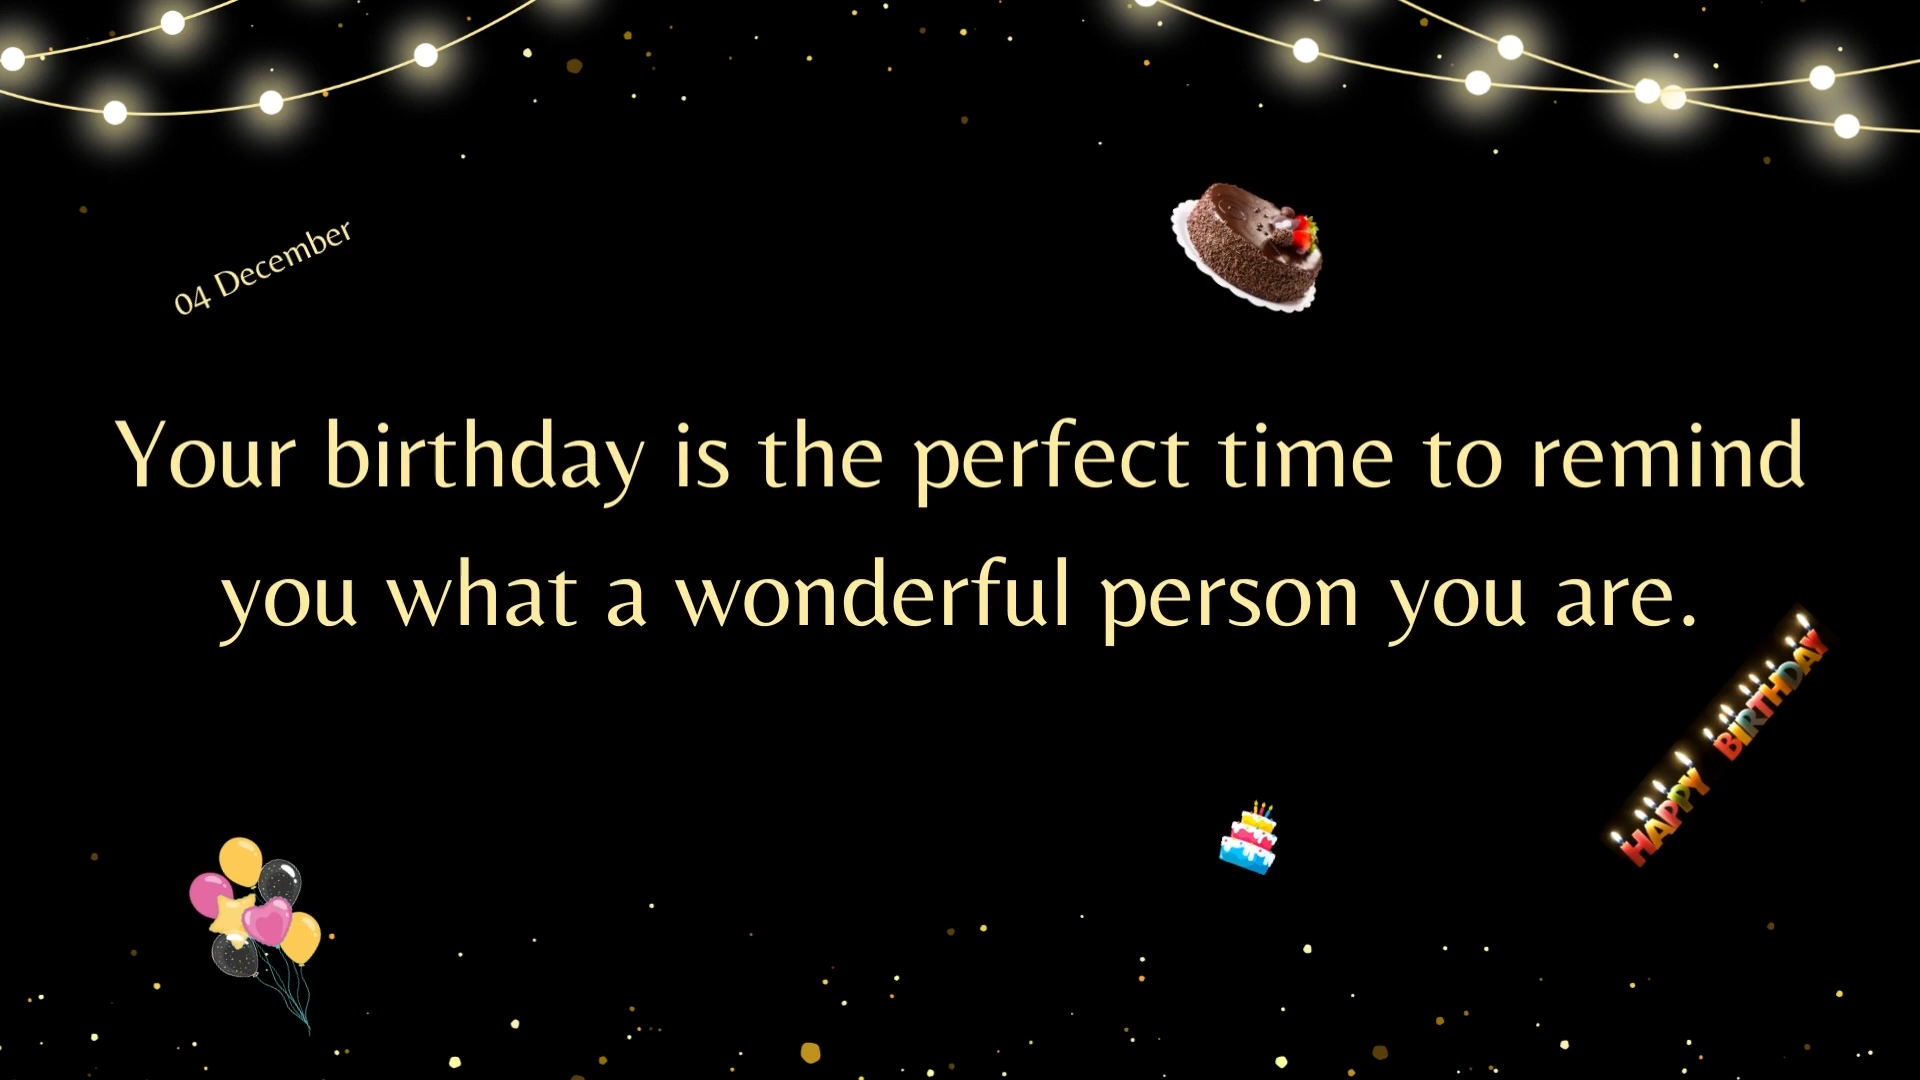 04 December
Your birthday is the perfect time to remind
you what a wonderful person you are.
HAPPY BIRTHDAY